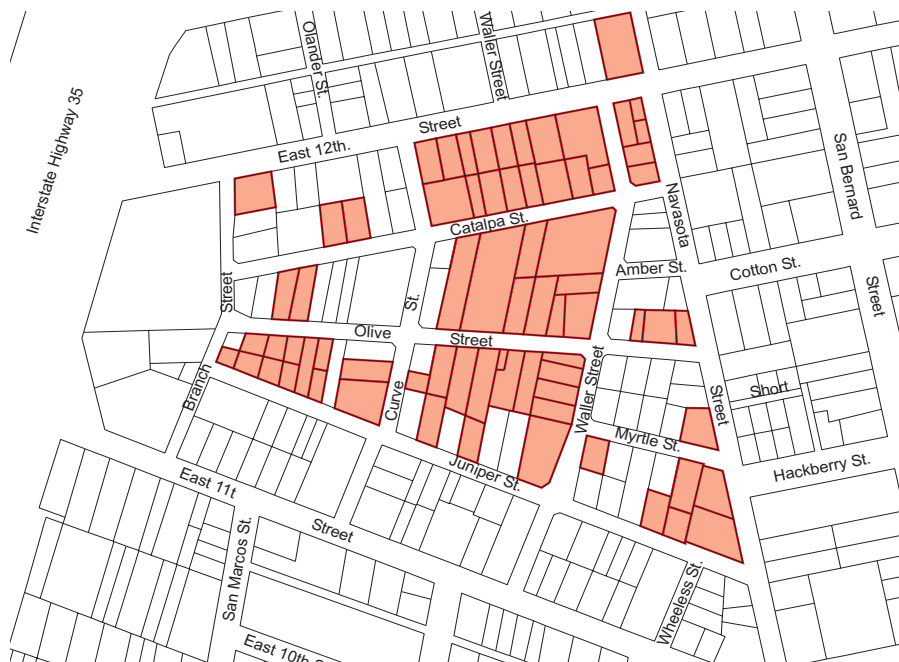 Olander St.
Waller Street
Interstate Highway 35
Street
East 12th.
San Bernard
Navasota
Catalpa St.
Amber St.
Cotton St.
Street
St.
Street
Olive
Street
Waller Street
Branch
Curve
Street
Short
Myrtle St.
Juniper St.
Hackberry St.
East 11t
Street
San Marcos St.
Wheeless St.
East 10th